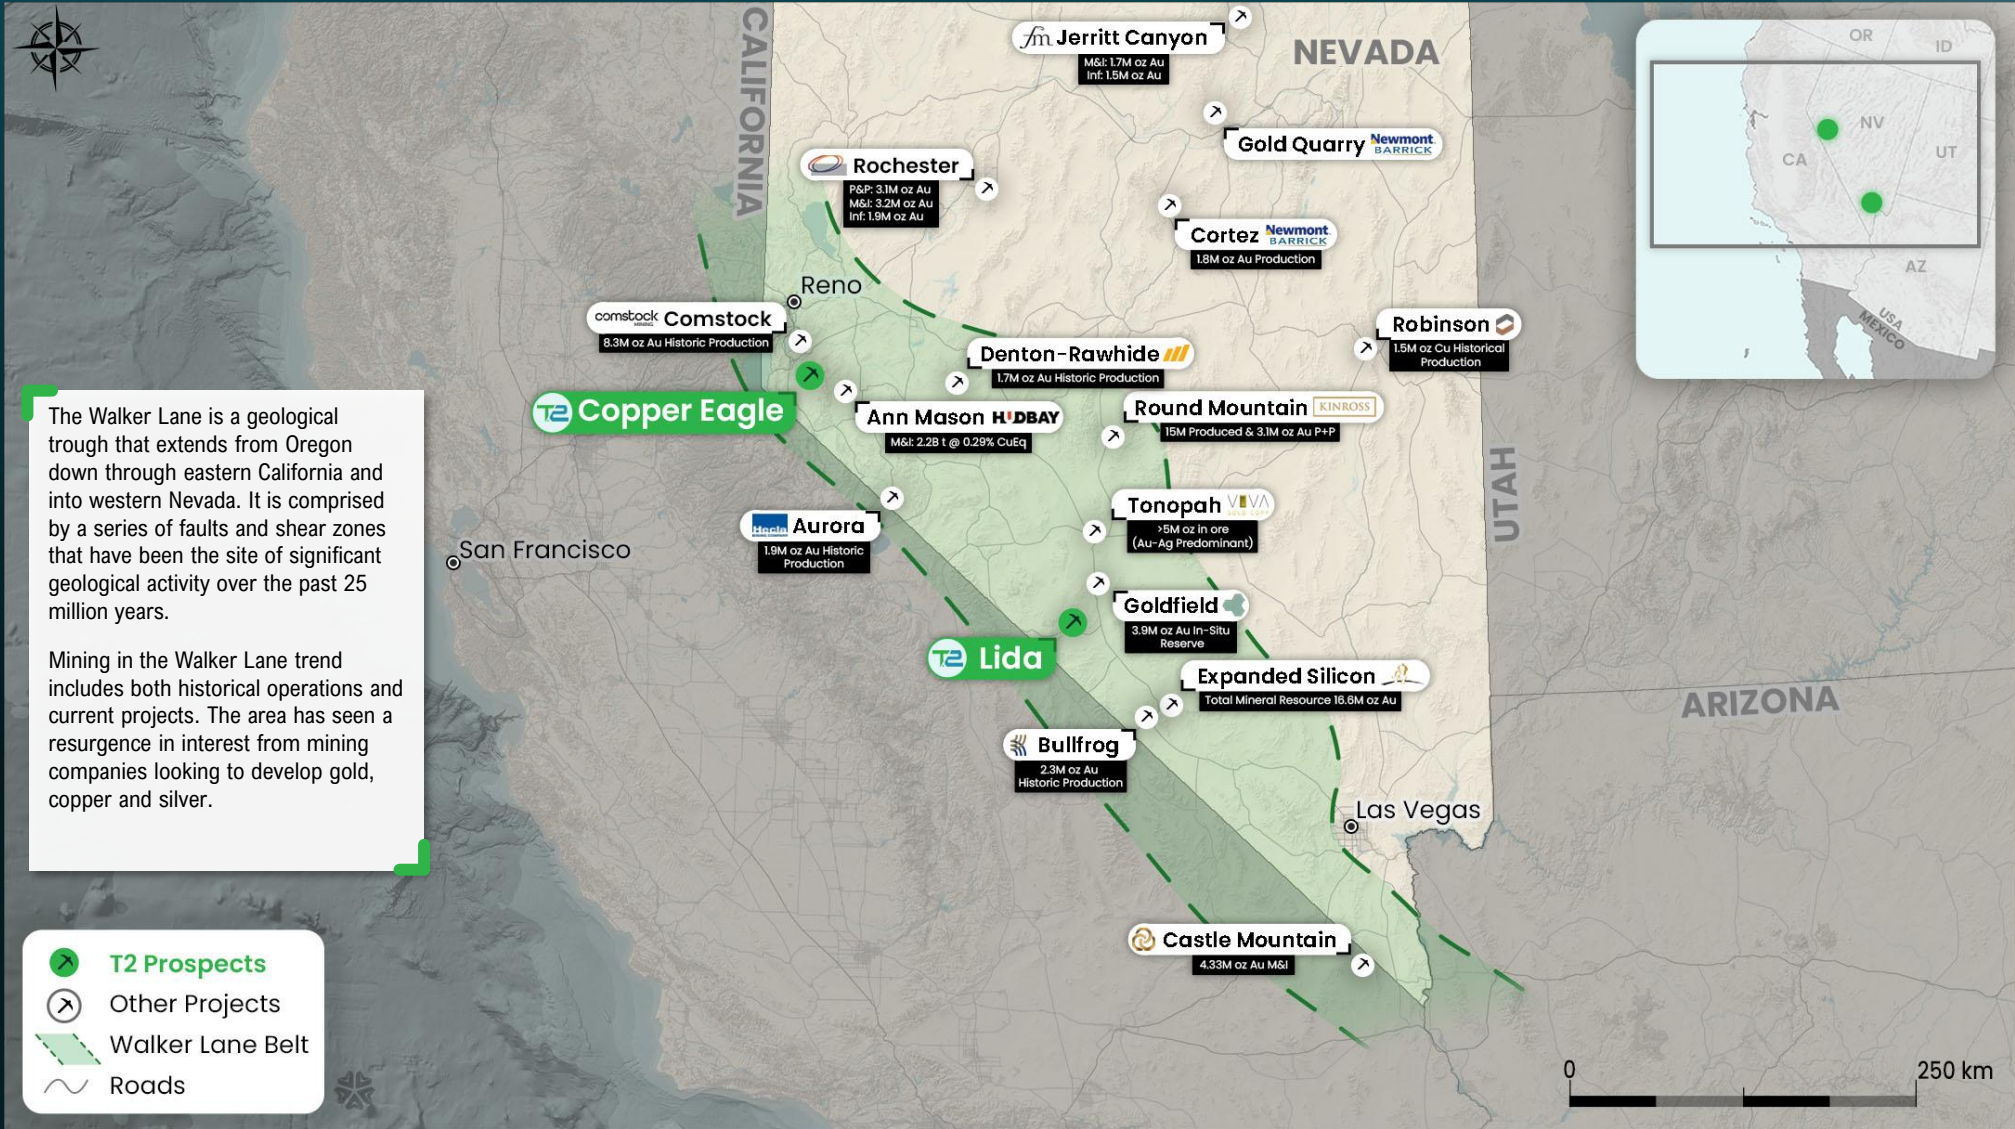 CALIFORNIA
NEVADA
UTAH
ARIZONA
fm Jerritt Canyon
M&I: 1.7M oz Au
Inf: 1.5M oz Au
Gold Quarry Newmont.
BARRICK
Rochester
P&P: 3.1M oz Au
M&I: 3.2M oz Au
Inf: 1.9M oz Au
Cortez Newmont.
BARRICK
1.8M oz Au Production
Reno
comstock MINING Comstock
8.3M oz Au Historic Production
Robinson
1.5M oz Cu Historical
Production
Denton-Rawhide
1.7M oz Au Historic Production
T2 Copper Eagle
Ann Mason HUDBAY
M&I: 2.2B t @ 0.29% CuEq
Round Mountain KINROSS
15M Produced & 3.1M oz Au P+P
Tonopah VIVA
GOLD CORP
>5M oz in ore
(Au-Ag Predominant)
Hecla
MINING COMPANY
Aurora
1.9M oz Au Historic
Production
San Francisco
Goldfield
3.9M oz Au In-Situ
Reserve
T2 Lida
Expanded Silicon
Total Mineral Resource 16.6M oz Au
Bullfrog
2.3M oz Au
Historic Production
Las Vegas
Castle Mountain
4.33M oz Au M&I
The Walker Lane is a geological
trough that extends from Oregon
down through eastern California and
into western Nevada. It is comprised
by a series of faults and shear zones
that have been the site of significant
geological activity over the past 25
million years.
Mining in the Walker Lane trend
includes both historical operations and
current projects. The area has seen a
resurgence in interest from mining
companies looking to develop gold,
copper and silver.
T2 Prospects
Other Projects
Walker Lane Belt
Roads
OR
ID
NV
CA
UT
AZ
USA
MEXICO
0
250 km